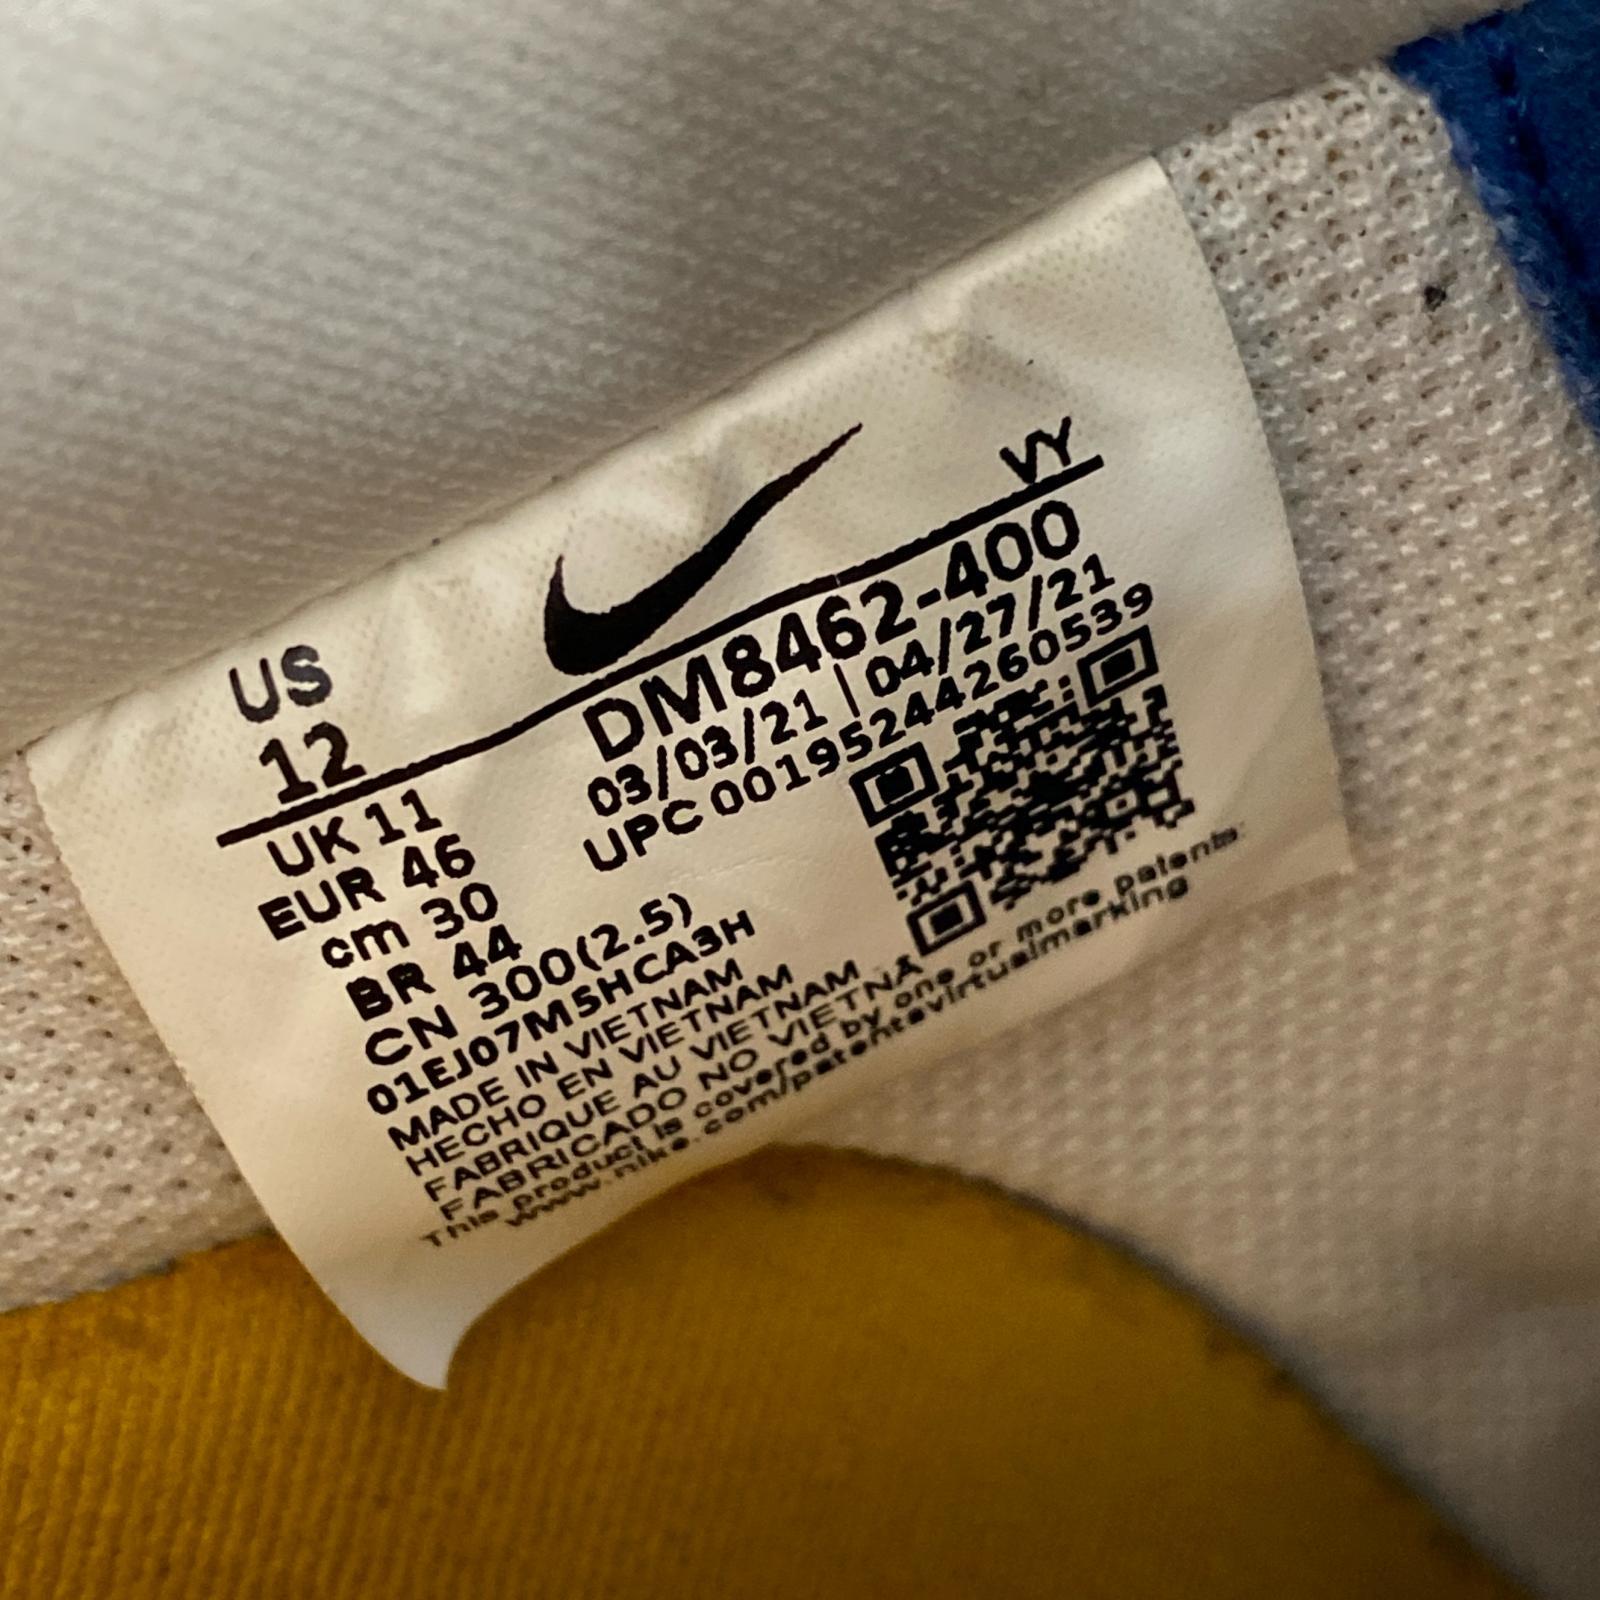 US
12
VY
DM8462-400
03/03/21 | 04/27/21
UPC 00195244260539
UK 11
EUR 46
cm 30
BR 44
CN 300(2.5)
01EJ07M5HCA3H
MADE IN VIETNAM
HECHO EN VIETNAM
FABRIQUE AU VIETNAM
FABRICADO NO VIETNÃ
This product is covered by one or more patents:
www.nike.com/patentsvirtualmarking